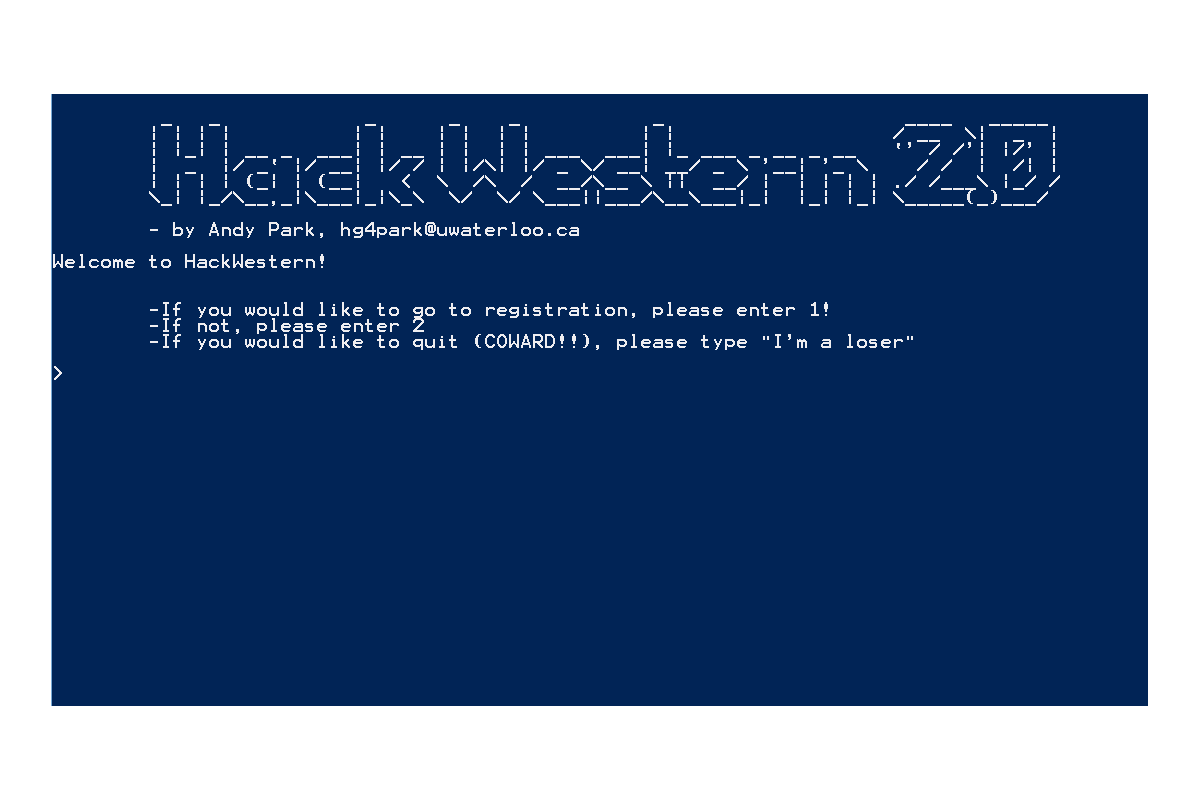 HackWestern 2.0
- by Andy Park, hg4park@uwaterloo.ca
Welcome to HackWestern!
-If you would like to go to registration, please enter 1!
-If not, please enter 2
-If you would like to quit (COWARD!!), please type "I'm a loser"
>